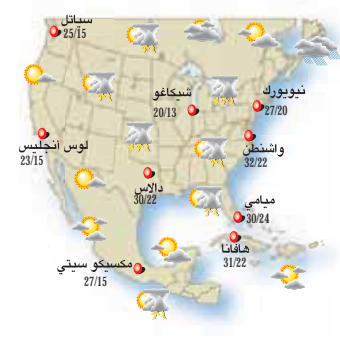 سياتل
25/15
نيويورك
27/20
شيكاغو
20/13
واشنطن
32/22
لوس أنجليس
23/15
دالاس
30/22
ميامي
30/24
هافانا
31/22
مكسيكو سيتي
27/15